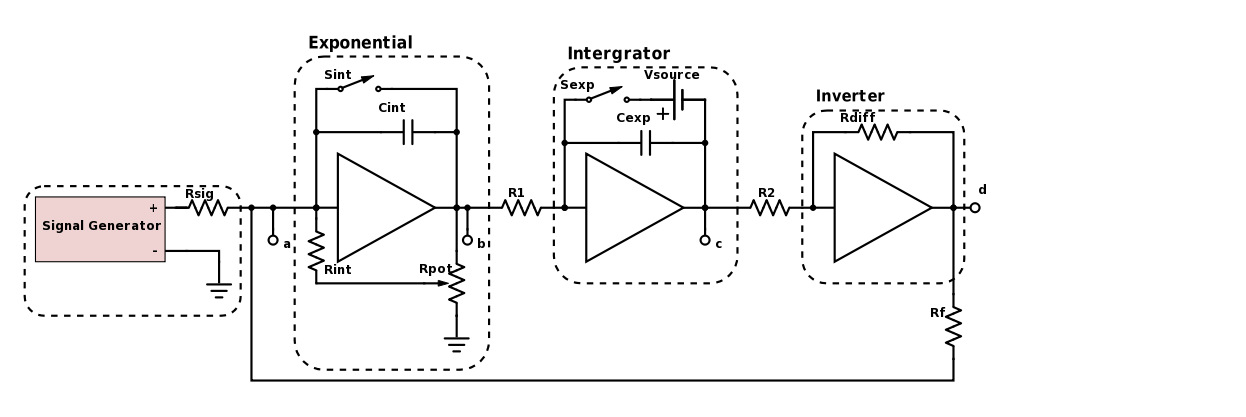 Exponential
Intergrator
Inverter
Sint
Cint
Sexp
Vsource
Cexp
+
Rdiff
Rsig
Signal Generator
+
-
a
Rint
Rpot
b
R1
c
R2
d
Rf